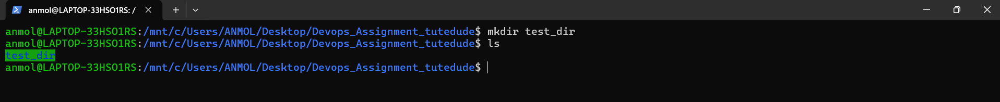 anmol@LAPTOP-33HSO1RS: /
anmol@LAPTOP-33HSO1RS:/mnt/c/Users/ANMOL/Desktop/Devops_Assignment_tutedude$ mkdir test_dir
anmol@LAPTOP-33HSO1RS:/mnt/c/Users/ANMOL/Desktop/Devops_Assignment_tutedude$ ls
test_dir
anmol@LAPTOP-33HSO1RS:/mnt/c/Users/ANMOL/Desktop/Devops_Assignment_tutedude$